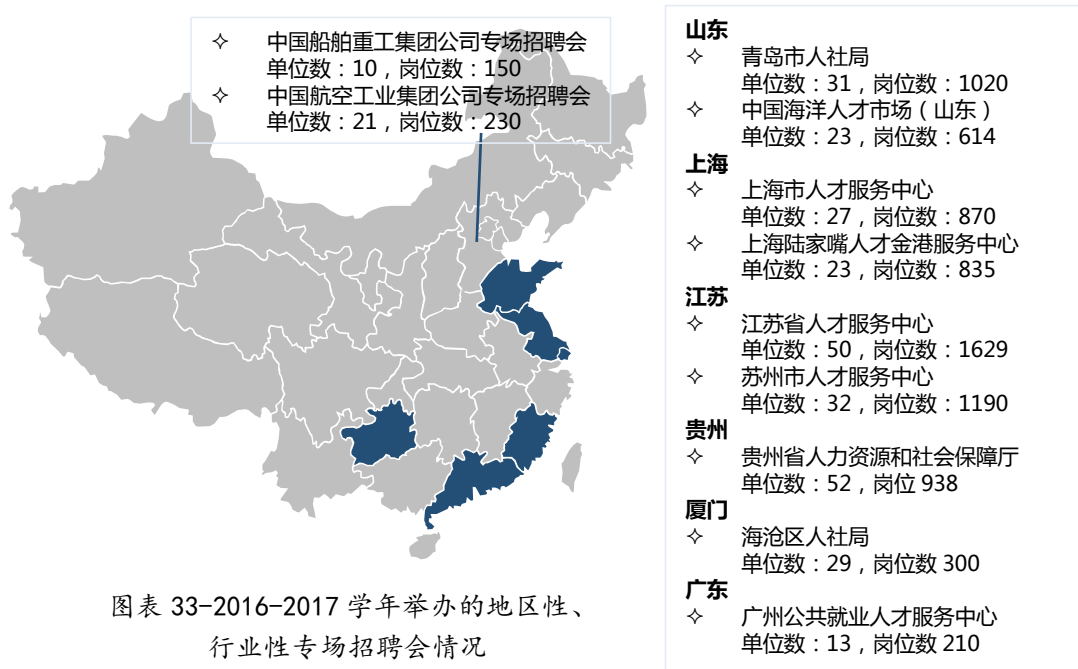 ✧ 中国船舶重工集团公司专场招聘会
单位数：10，岗位数：150
✧ 中国航空工业集团公司专场招聘会
单位数：21，岗位数：230
山东
✧ 青岛市人社局
单位数：31，岗位数：1020
✧ 中国海洋人才市场（山东）
单位数：23，岗位数：614
上海
✧ 上海市人才服务中心
单位数：27，岗位数：870
✧ 上海陆家嘴人才金港服务中心
单位数：23，岗位数：835
江苏
✧ 江苏省人才服务中心
单位数：50，岗位数：1629
✧ 苏州市人才服务中心
单位数：32，岗位数：1190
贵州
✧ 贵州省人力资源和社会保障厅
单位数：52，岗位 938
厦门
✧ 海沧区人社局
单位数：29，岗位数 300
广东
✧ 广州公共就业人才服务中心
单位数：13，岗位数 210
图表 33-2016-2017 学年举办的地区性、
行业性专场招聘会情况